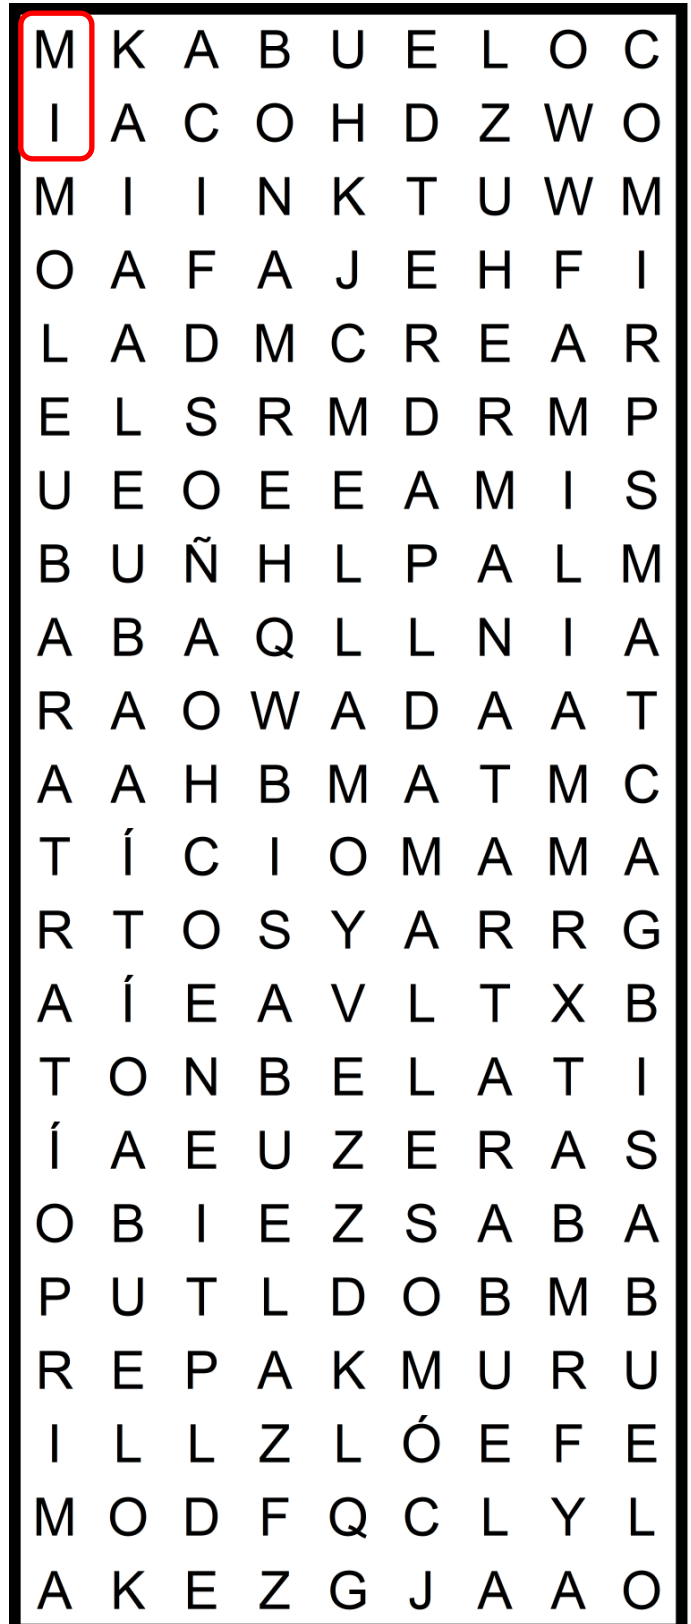 M K A B U E L O C
I A C O H D Z W O
M I I N K T U W M
O A F A J E H F I
L A D M C R E A R
E L S R M D R M P
U E O E E A M I S
B U Ñ H L P A L M
A B A Q L L N I A
R A O W A D A A T
A A H B M A T M C
T Í C I O M A M A
R T O S Y A R R G
A Í E A V L T X B
T O N B E L A T I
Í A E U Z E R A S
O B I E Z S A B A
P U T L D O B M B
R E P A K M U R U
I L L Z L Ó E F E
M O D F Q C L Y L
A K E Z G J A A O